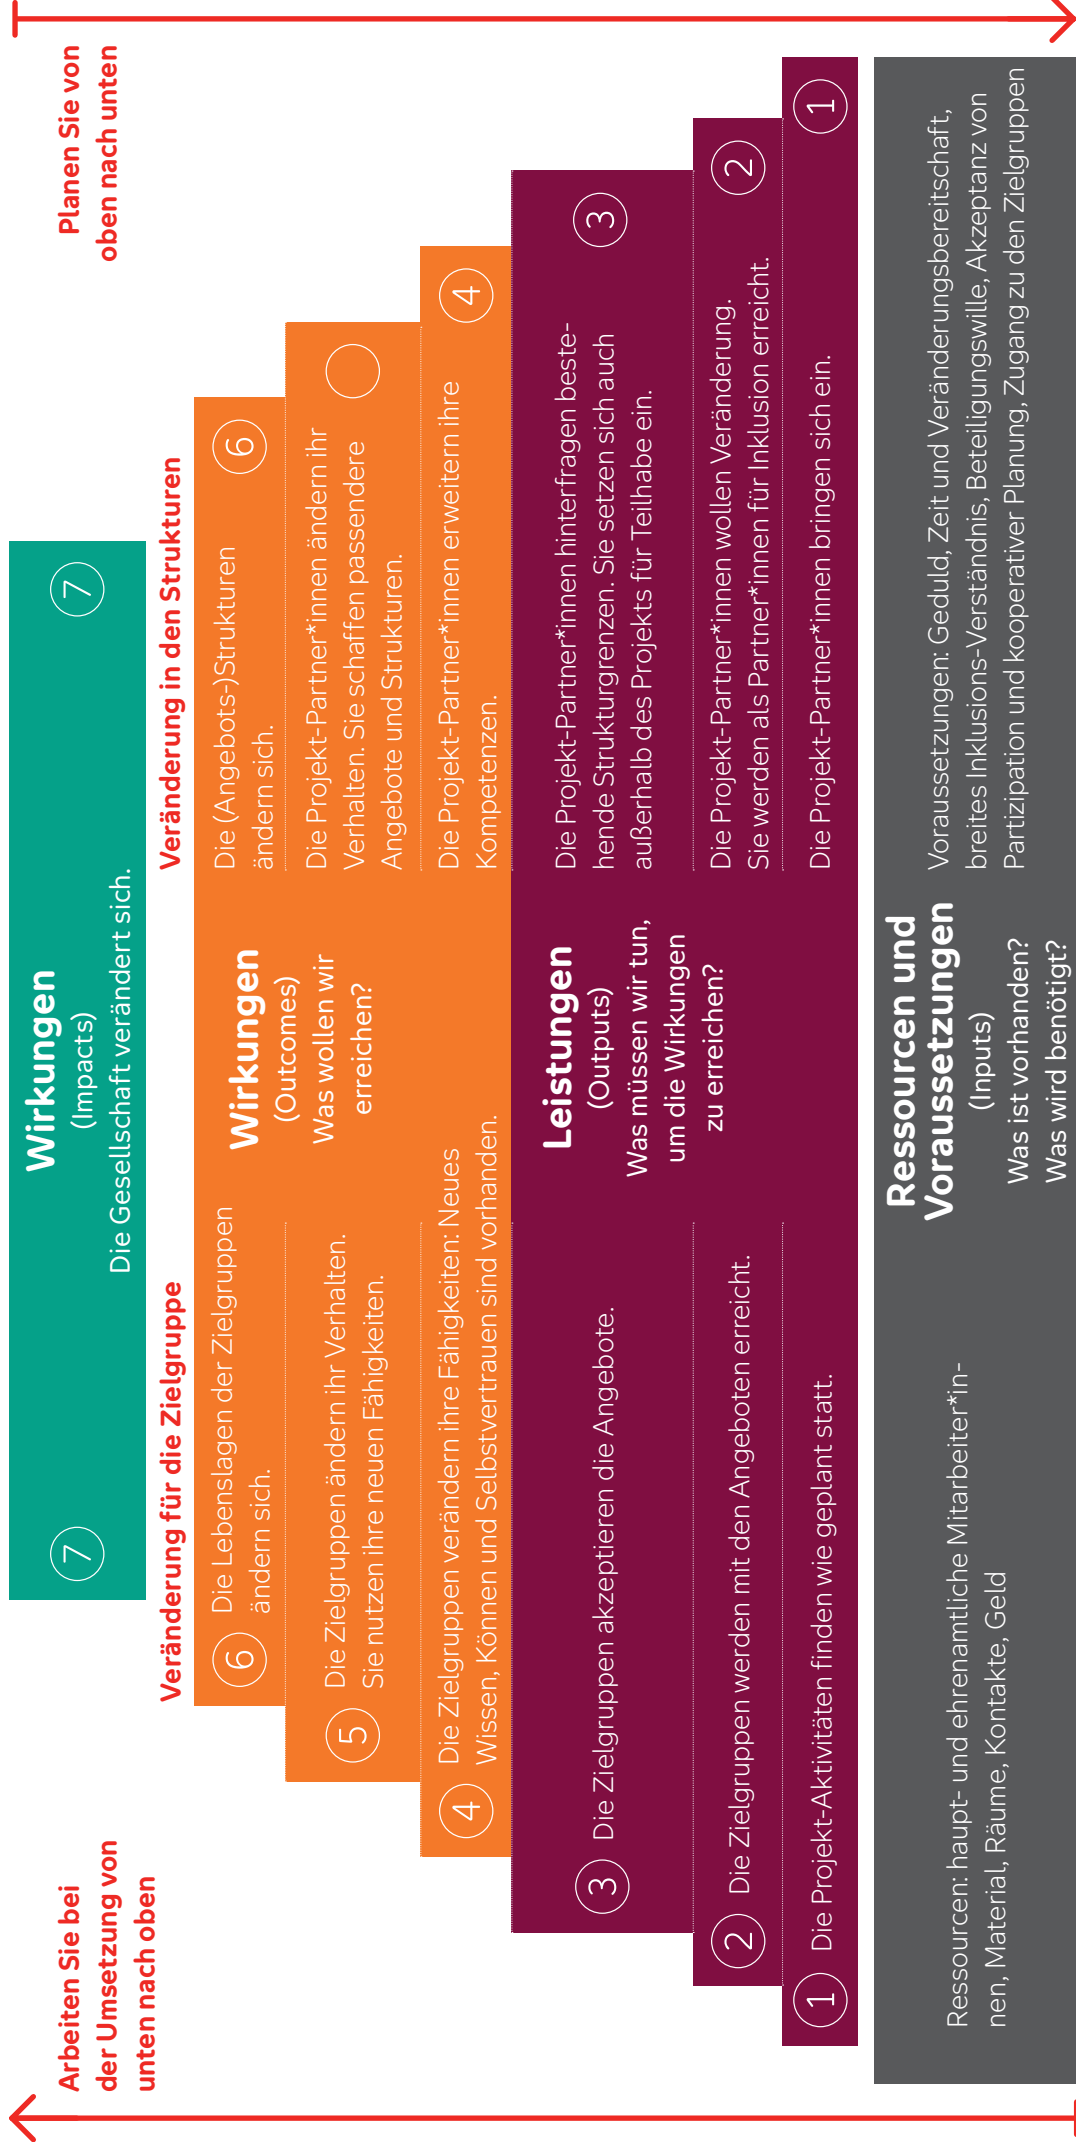 Arbeiten Sie bei
der Umsetzung von
unten nach oben
Planen Sie von
oben nach unten
Wirkungen
(Impacts)
Die Gesellschaft verändert sich.
7
7
Veränderung für die Zielgruppe
Veränderung in den Strukturen
6
Die Lebenslagen der Zielgruppen
ändern sich.
5
Die Zielgruppen ändern ihr Verhalten.
Sie nutzen ihre neuen Fähigkeiten.
4
Die Zielgruppen verändern ihre Fähigkeiten: Neues
Wissen, Können und Selbstvertrauen sind vorhanden.
Wirkungen
(Outcomes)
Was wollen wir
erreichen?
Die (Angebots-)Strukturen
ändern sich.
6
Die Projekt-Partner*innen ändern ihr
Verhalten. Sie schaffen passendere
Angebote und Strukturen.
Die Projekt-Partner*innen erweitern ihre
Kompetenzen.
4
3
Die Zielgruppen akzeptieren die Angebote.
2
Die Zielgruppen werden mit den Angeboten erreicht.
1
Die Projekt-Aktivitäten finden wie geplant statt.
Leistungen
(Outputs)
Was müssen wir tun,
um die Wirkungen
zu erreichen?
Die Projekt-Partner*innen hinterfragen beste-
hende Strukturgrenzen. Sie setzen sich auch
außerhalb des Projekts für Teilhabe ein.
3
Die Projekt-Partner*innen wollen Veränderung.
Sie werden als Partner*innen für Inklusion erreicht.
2
Die Projekt-Partner*innen bringen sich ein.
1
Ressourcen: haupt- und ehrenamtliche Mitarbeiter*in-
nen, Material, Räume, Kontakte, Geld
Ressourcen und
Voraussetzungen
(Inputs)
Was ist vorhanden?
Was wird benötigt?
Voraussetzungen: Geduld, Zeit und Veränderungsbereitschaft,
breites Inklusions-Verständnis, Beteiligungswille, Akzeptanz von
Partizipation und kooperativer Planung, Zugang zu den Zielgruppen